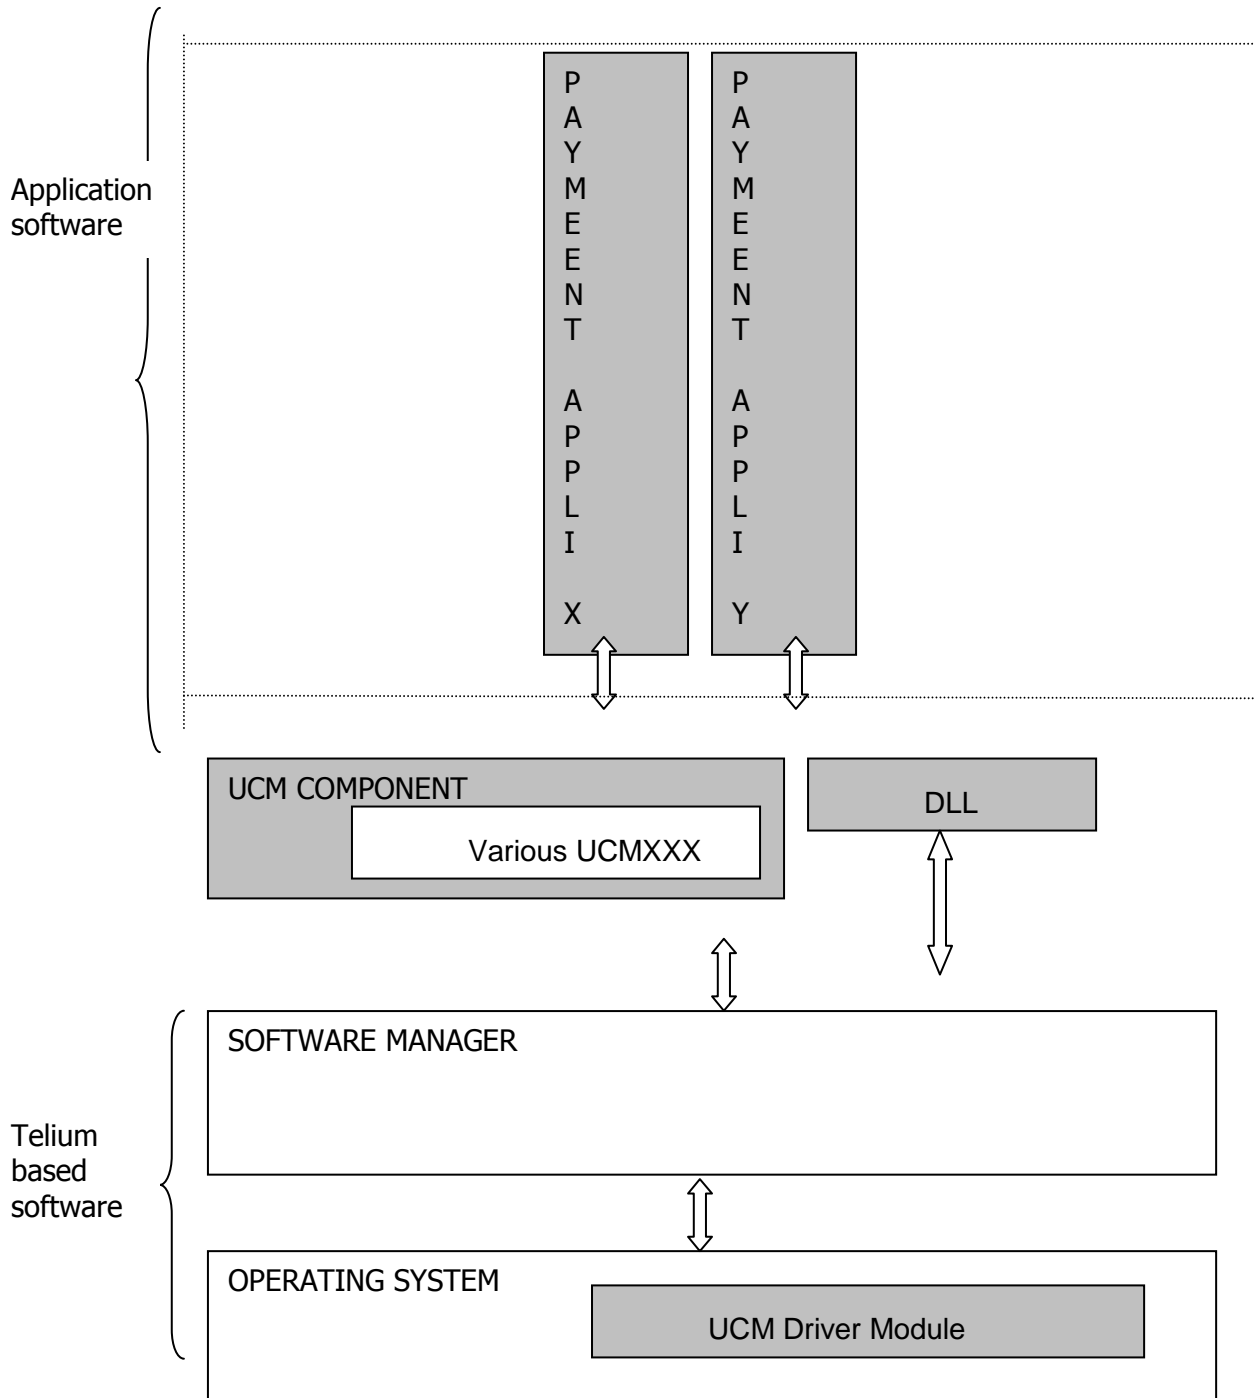 Application
software
P
A
Y
M
E
E
N
T
A
P
P
L
I
X
P
A
Y
M
E
E
N
T
A
P
P
L
I
Y
UCM COMPONENT
Various UCMXXX
DLL
SOFTWARE MANAGER
Telium
based
software
OPERATING SYSTEM
UCM Driver Module